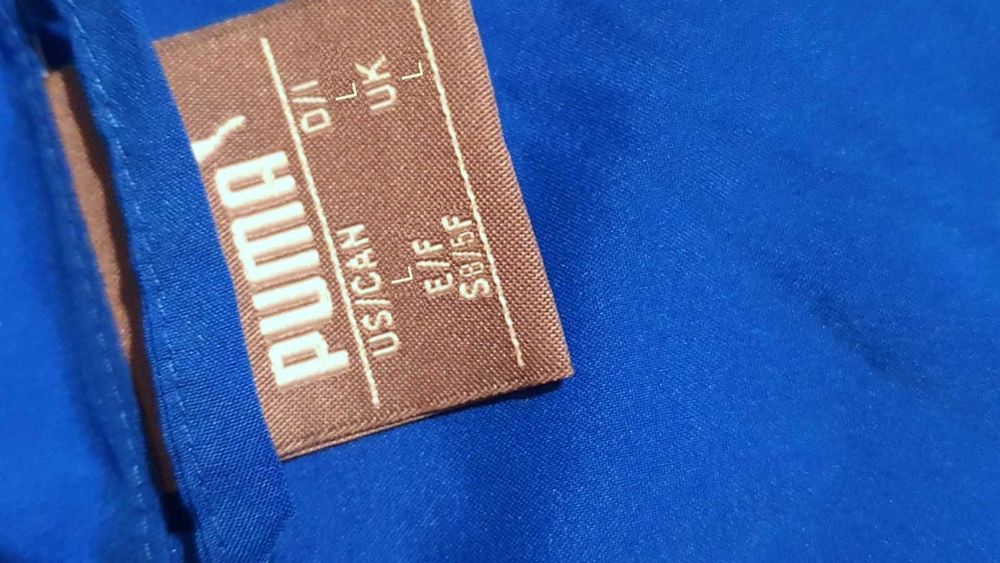 PUMA
US/CAN D/I
L L
E/F UK
S8/5F L